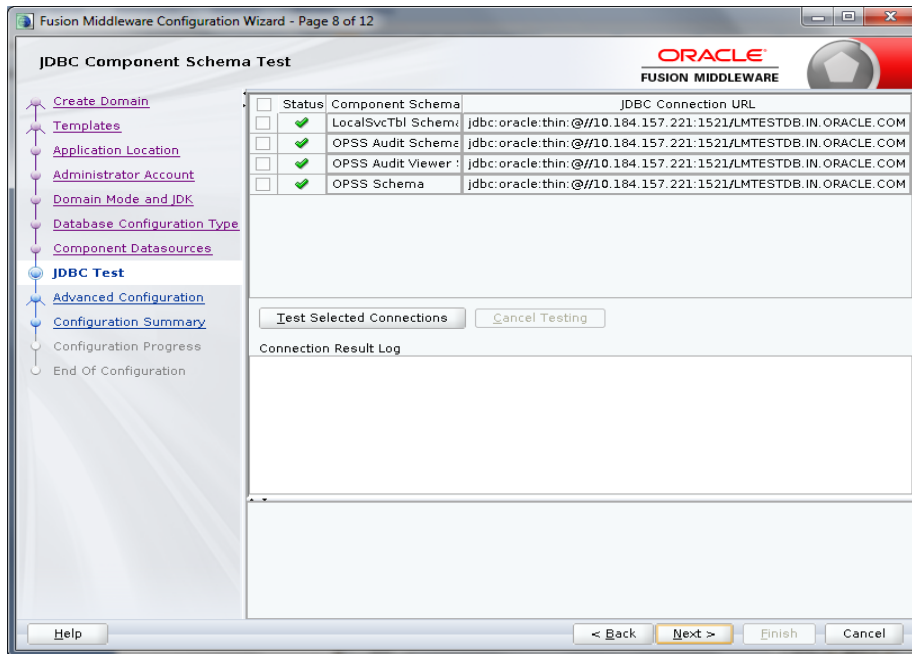 Fusion Middleware Configuration Wizard - Page 8 of 12
JDBC Component Schema Test
ORACLE
FUSION MIDDLEWARE
Create Domain
Templates
Application Location
Administrator Account
Domain Mode and JDK
Database Configuration Type
Component Datasources
JDBC Test
Advanced Configuration
Configuration Summary
Configuration Progress
End Of Configuration
Status Component Schema JDBC Connection URL
LocalSvcTbl Schema jdbc:oracle:thin:@//10.184.157.221:1521/LMTESTDB.IN.ORACLE.COM
OPSS Audit Schema jdbc:oracle:thin:@//10.184.157.221:1521/LMTESTDB.IN.ORACLE.COM
OPSS Audit Viewer S jdbc:oracle:thin:@//10.184.157.221:1521/LMTESTDB.IN.ORACLE.COM
OPSS Schema jdbc:oracle:thin:@//10.184.157.221:1521/LMTESTDB.IN.ORACLE.COM
Test Selected Connections Cancel Testing
Connection Result Log
Help < Back Next > Finish Cancel